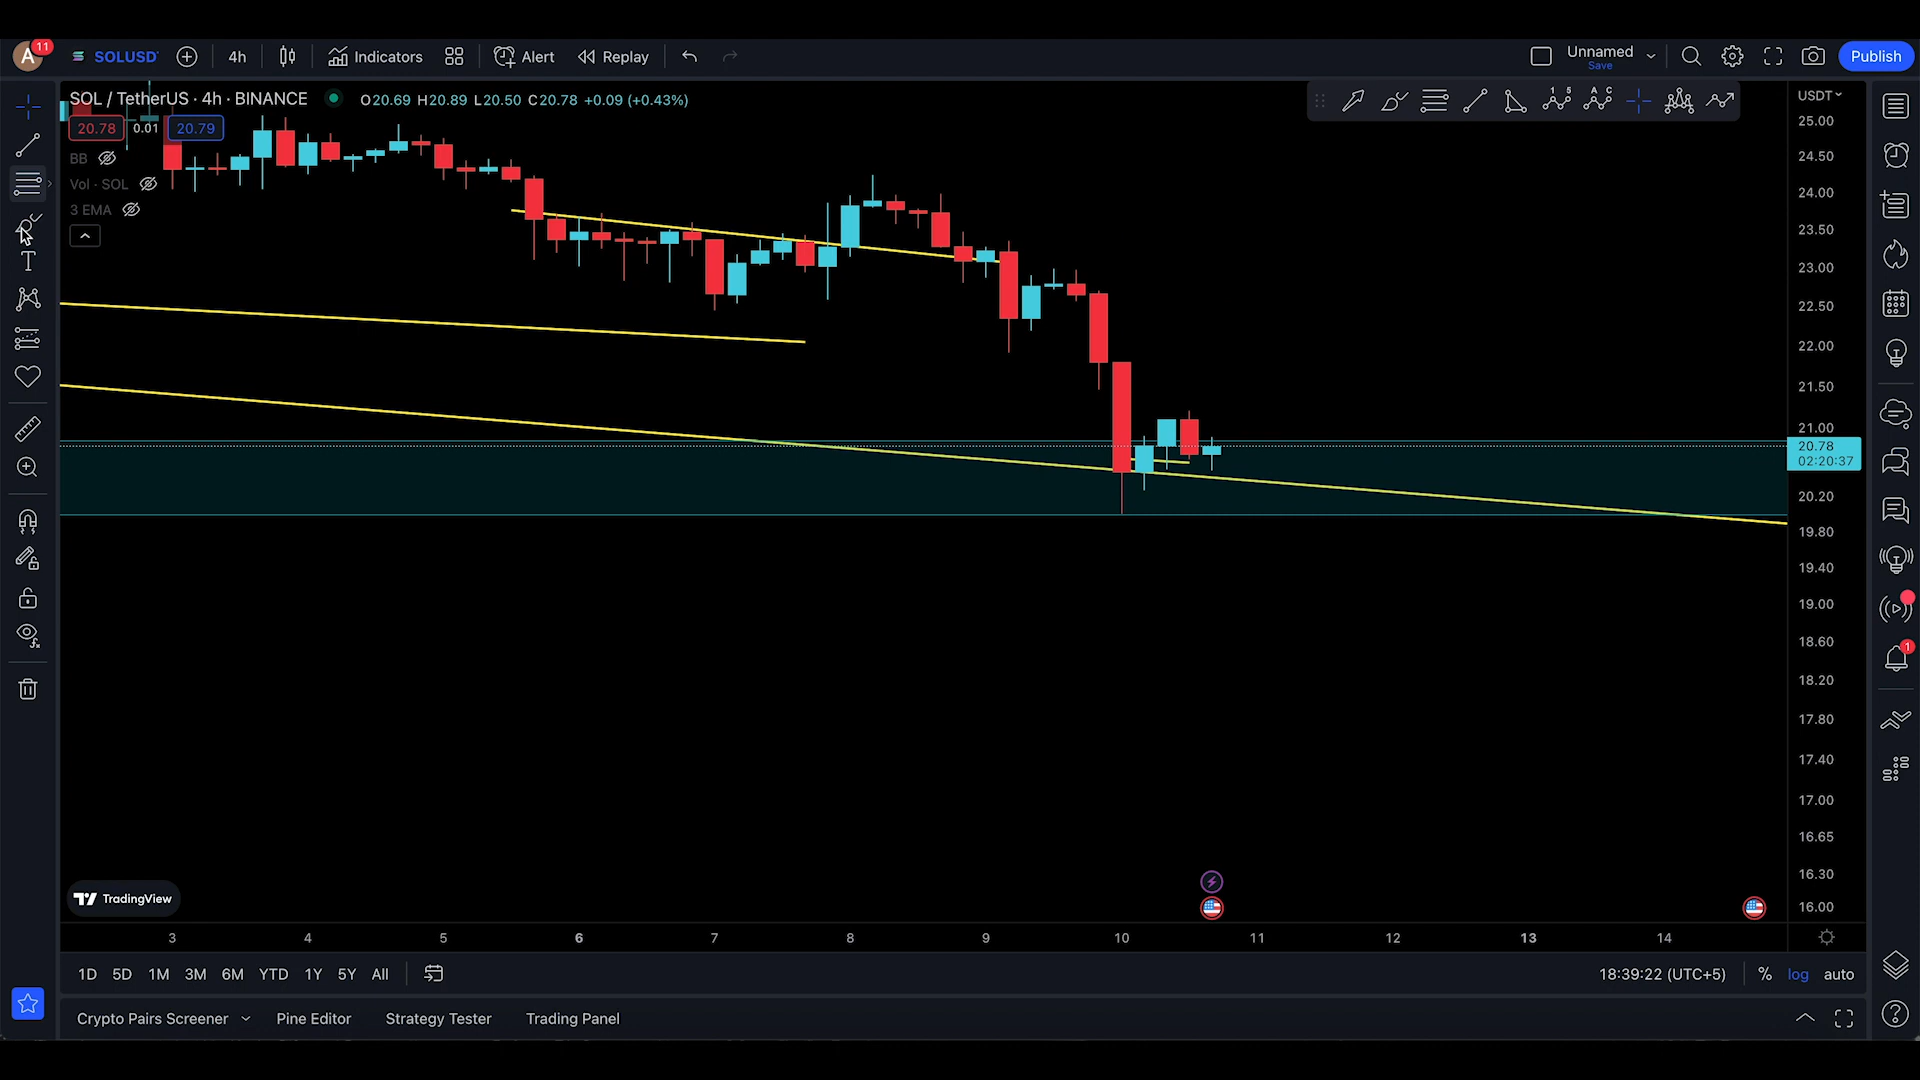 A 11 SOLUSD 4h Indicators Alert Replay Unnamed Save Publish
SOL / TetherUS · 4h · BINANCE O20.69 H20.89 L20.50 C20.78 +0.09 (+0.43%)
20.78 0.01 20.79
BB
Vol · SOL
3 EMA
USDT
25.00
24.50
24.00
23.50
23.00
22.50
22.00
21.50
21.00
20.78
02:20:37
20.20
19.80
19.40
19.00
18.60
18.20
17.80
17.40
17.00
16.65
16.30
16.00
1
TradingView
3 4 5 6 7 8 9 10 11 12 13 14
1D 5D 1M 3M 6M YTD 1Y 5Y All 18:39:22 (UTC+5) % log auto
Crypto Pairs Screener Pine Editor Strategy Tester Trading Panel